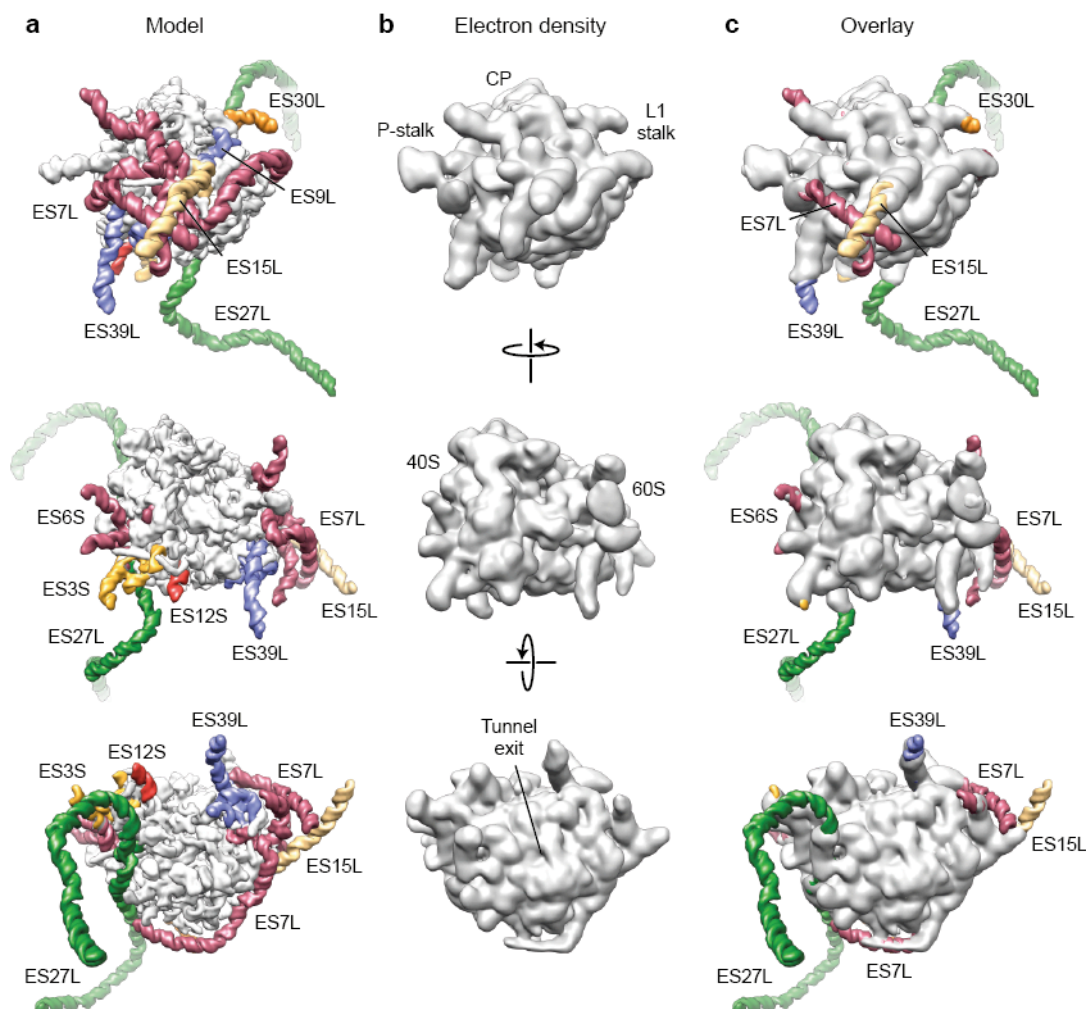 a Model
b Electron density
c Overlay
ES30L
ES9L
ES7L
ES15L
ES39L
ES27L
CP
P-stalk
L1
stalk
ES30L
ES7L
ES15L
ES39L
ES27L
ES6S
ES7L
ES3S
ES12S
ES15L
ES27L
ES39L
40S
60S
ES6S
ES7L
ES15L
ES27L
ES39L
ES39L
ES12S
ES3S
ES7L
ES15L
ES7L
ES27L
Tunnel
exit
ES39L
ES7L
ES15L
ES27L
ES7L